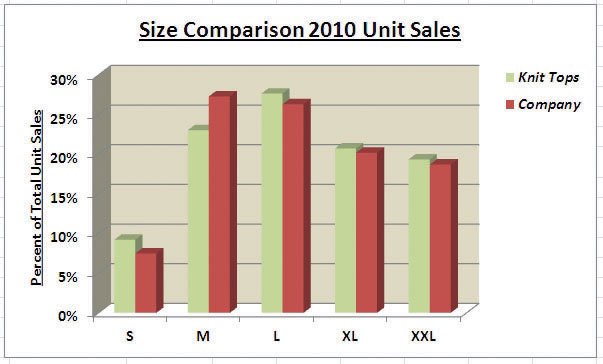 Size Comparison 2010 Unit Sales
Percent of Total Unit Sales
30%
25%
20%
15%
10%
5%
0%
S M L XL XXL
Knit Tops
Company